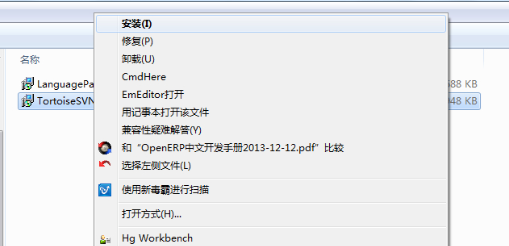 安装(I)
修复(P)
卸载(U)
名称
CmdHere
LanguagePa
88 KB
EmEditor打开
TortoiseSVN
48 KB
用记事本打开该文件
兼容性疑难解答(Y)
和“OpenERP中文开发手册2013-12-12.pdf”比较
选择左侧文件(L)
使用新毒霸进行扫描
打开方式(H)...
Hg Workbench